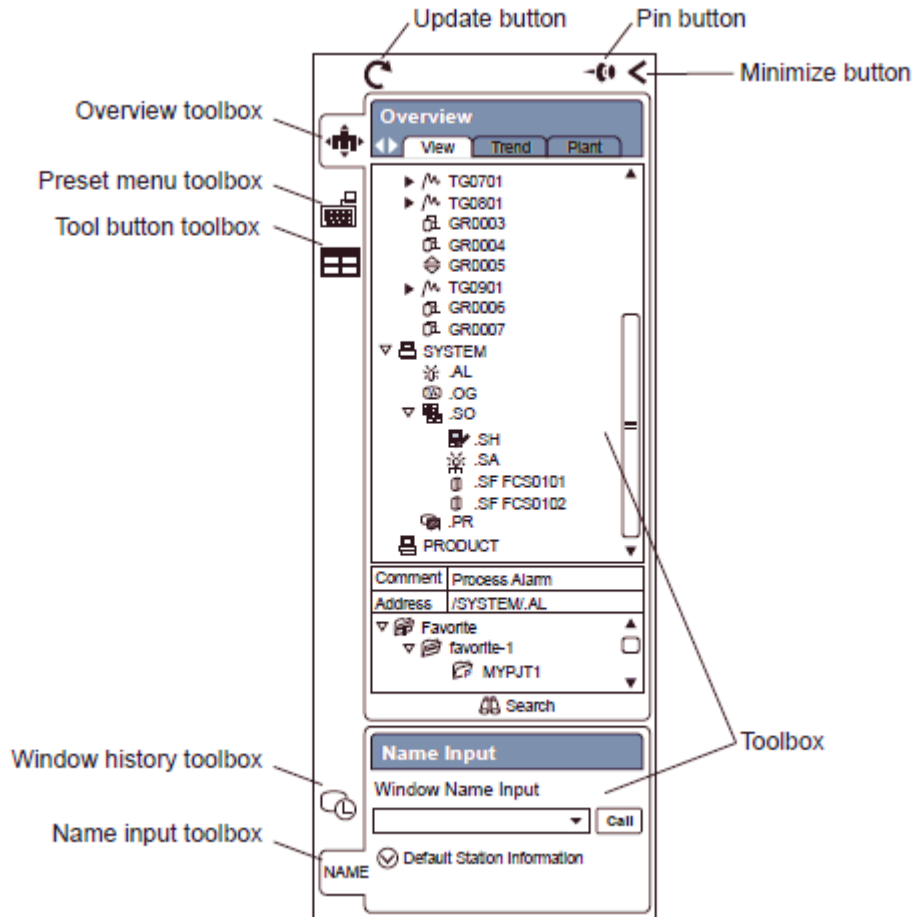 Update button
Pin button
Minimize button
Overview toolbox
Preset menu toolbox
Tool button toolbox
Overview
View Trend Plant
TG0701
TG0801
GR0003
GR0004
GR0005
TG0901
GR0006
GR0007
SYSTEM
.AL
.OG
.SO
.SH
.SA
.SF FCS0101
.SF FCS0102
.PR
PRODUCT
Comment Process Alarm
Address /SYSTEM/.AL
Favorite
favorite-1
MYPJT1
Search
Toolbox
Window history toolbox
Name input toolbox
Name Input
Window Name Input
Call
Default Station Information
NAME